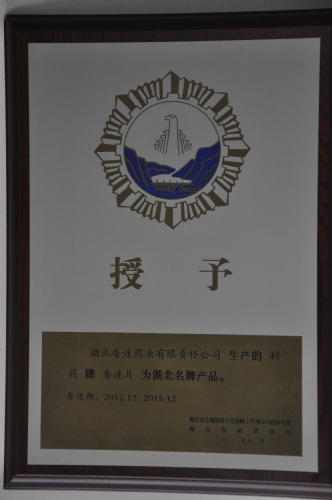 授 予
湖北香连药业有限责任公司 生产的 利
药 牌 香连片 为湖北名牌产品。
有效期：2012.12—2015.12